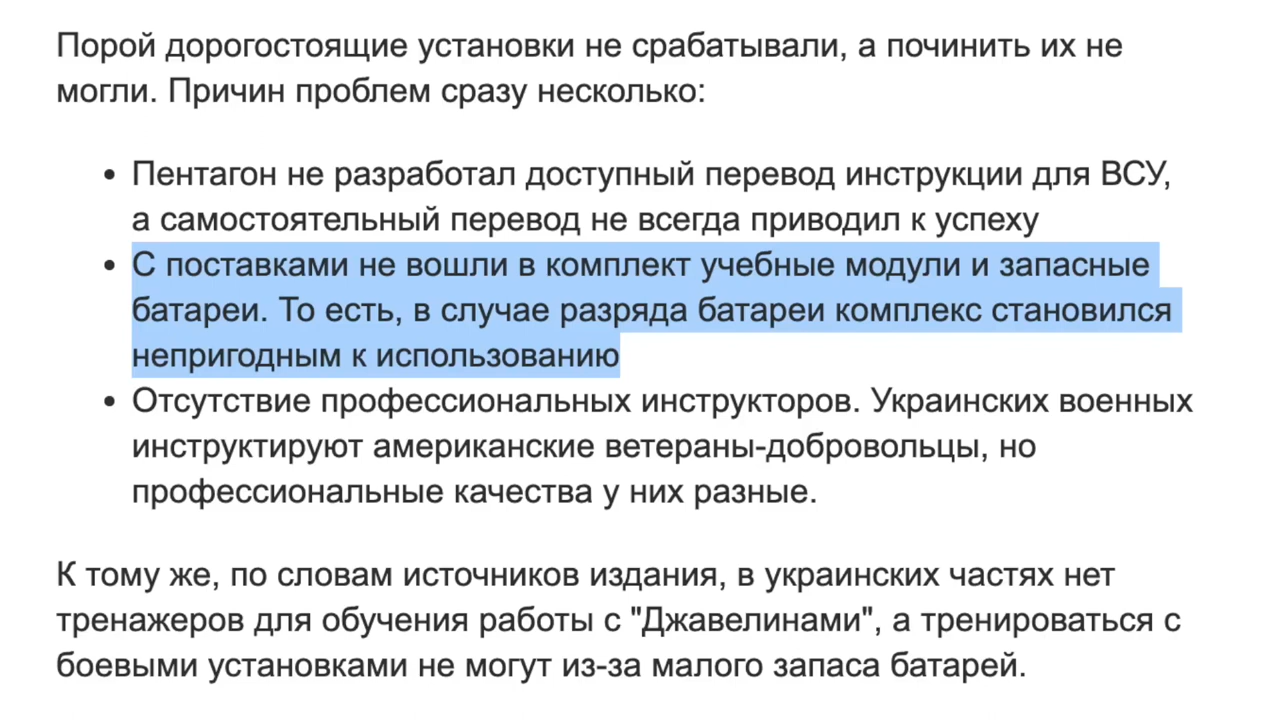 Порой дорогостоящие установки не срабатывали, а починить их не
могли. Причин проблем сразу несколько:
• Пентагон не разработал доступный перевод инструкции для ВСУ,
а самостоятельный перевод не всегда приводил к успеху
• С поставками не вошли в комплект учебные модули и запасные
батареи. То есть, в случае разряда батареи комплекс становился
непригодным к использованию
• Отсутствие профессиональных инструкторов. Украинских военных
инструктируют американские ветераны-добровольцы, но
профессиональные качества у них разные.
К тому же, по словам источников издания, в украинских частях нет
тренажеров для обучения работы с "Джавелинами", а тренироваться с
боевыми установками не могут из-за малого запаса батарей.